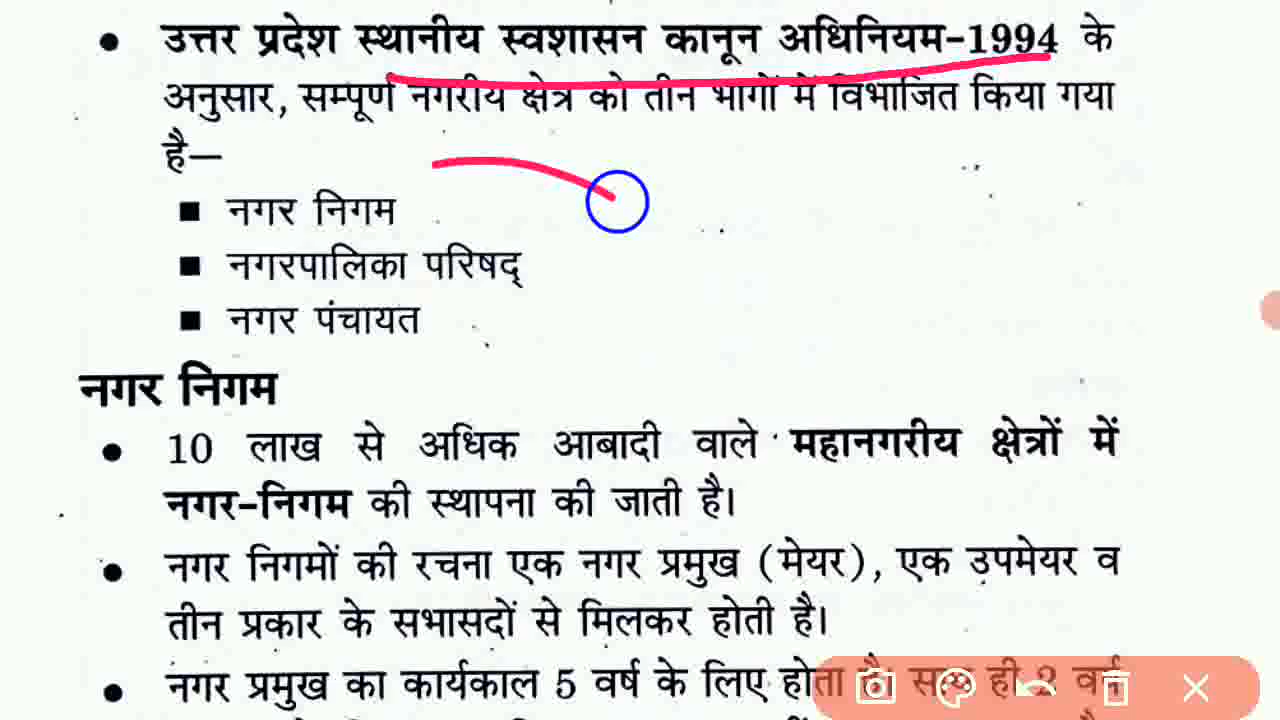 • उत्तर प्रदेश स्थानीय स्वशासन कानून अधिनियम-1994 के
अनुसार, सम्पूर्ण नगरीय क्षेत्र को तीन भागों में विभाजित किया गया
है—
■ नगर निगम
■ नगरपालिका परिषद्
■ नगर पंचायत
नगर निगम
• 10 लाख से अधिक आबादी वाले महानगरीय क्षेत्रों में
नगर-निगम की स्थापना की जाती है।
• नगर निगमों की रचना एक नगर प्रमुख (मेयर), एक उपमेयर व
तीन प्रकार के सभासदों से मिलकर होती है।
• नगर प्रमुख का कार्यकाल 5 वर्ष के लिए होता है। साथ ही 2 वर्ष